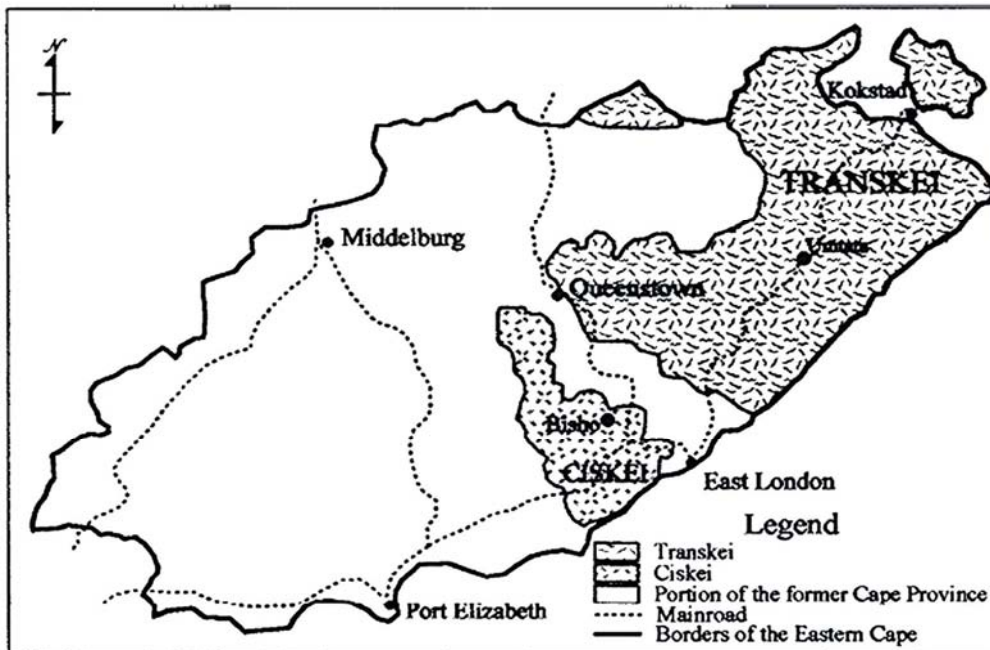 N
Kokstad
TRANSKEI
Middelburg
Umtata
Queenstown
Bisho
CISKEI
East London
Legend
Transkei
Ciskei
Portion of the former Cape Province
Mainroad
Borders of the Eastern Cape
Port Elizabeth